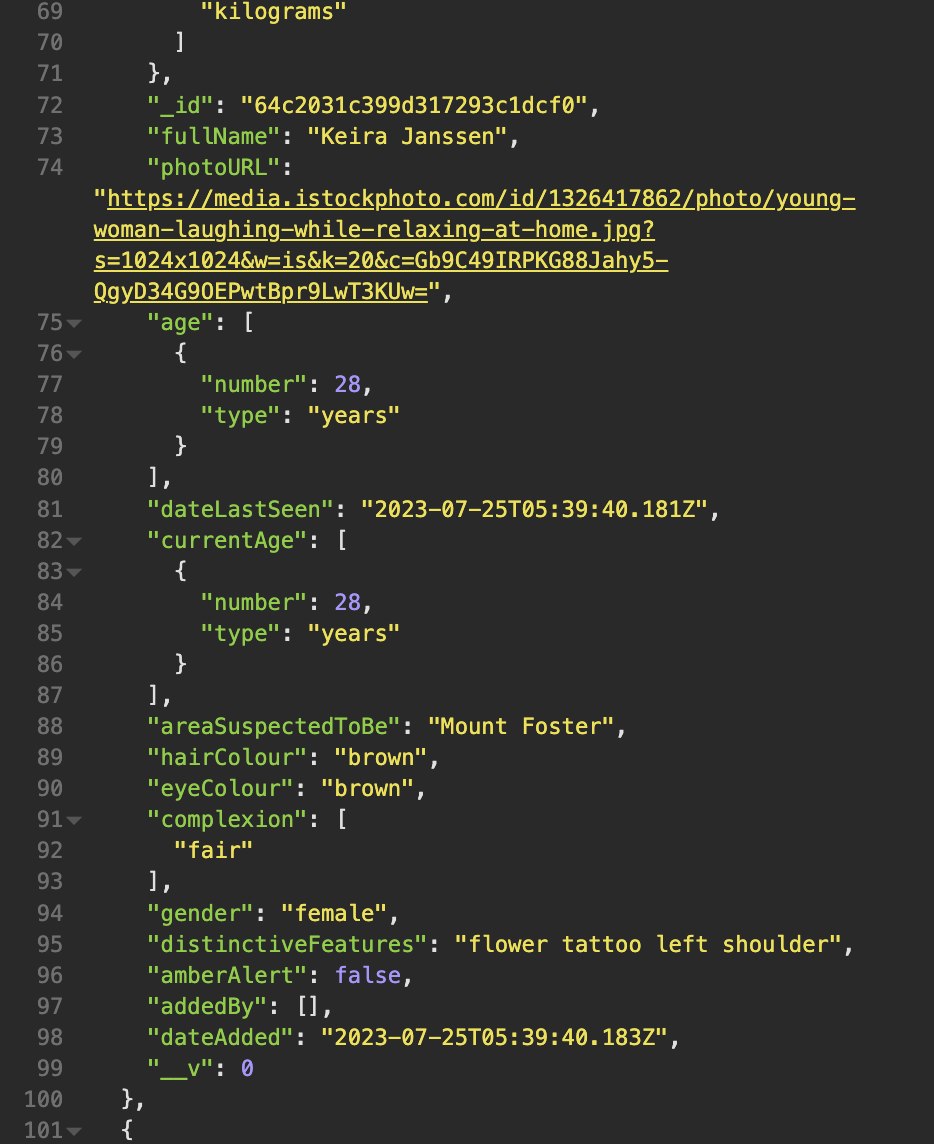 69 "kilograms"
70 ]
71 },
72 "_id": "64c2031c399d317293c1dcf0",
73 "fullName": "Keira Janssen",
74 "photoURL":
"https://media.istockphoto.com/id/1326417862/photo/young-
woman-laughing-while-relaxing-at-home.jpg?
s=1024x1024&w=is&k=20&c=Gb9C49IRPKG88Jahy5-
QgyD34G9OEPwtBpr9LwT3KUw=",
75 "age": [
76 {
77 "number": 28,
78 "type": "years"
79 }
80 ],
81 "dateLastSeen": "2023-07-25T05:39:40.181Z",
82 "currentAge": [
83 {
84 "number": 28,
85 "type": "years"
86 }
87 ],
88 "areaSuspectedToBe": "Mount Foster",
89 "hairColour": "brown",
90 "eyeColour": "brown",
91 "complexion": [
92 "fair"
93 ],
94 "gender": "female",
95 "distinctiveFeatures": "flower tattoo left shoulder",
96 "amberAlert": false,
97 "addedBy": [],
98 "dateAdded": "2023-07-25T05:39:40.183Z",
99 "__v": 0
100 },
101 {